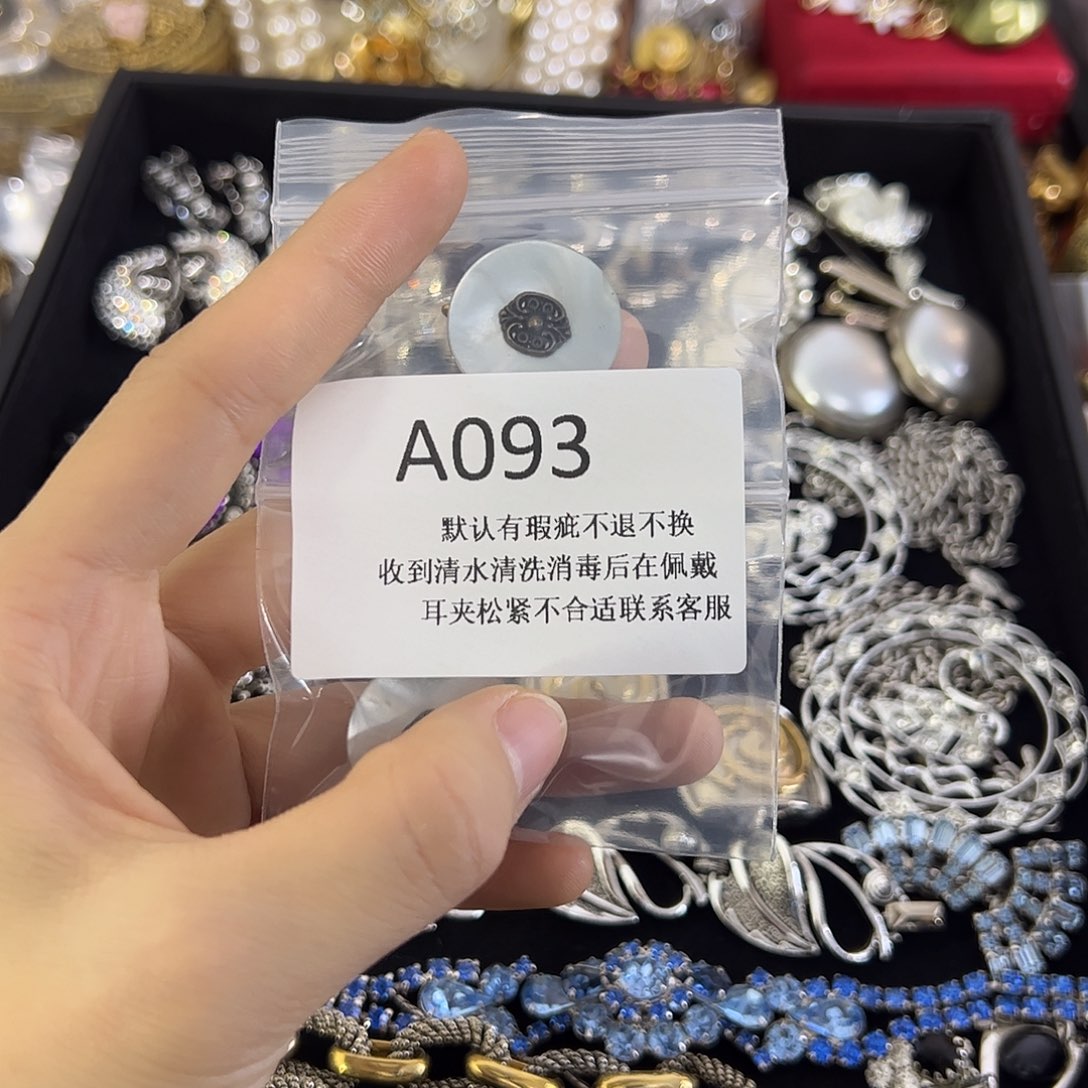 A093
默认有瑕疵不退不换
收到清水清洗消毒后在佩戴
耳夹松紧不合适联系客服